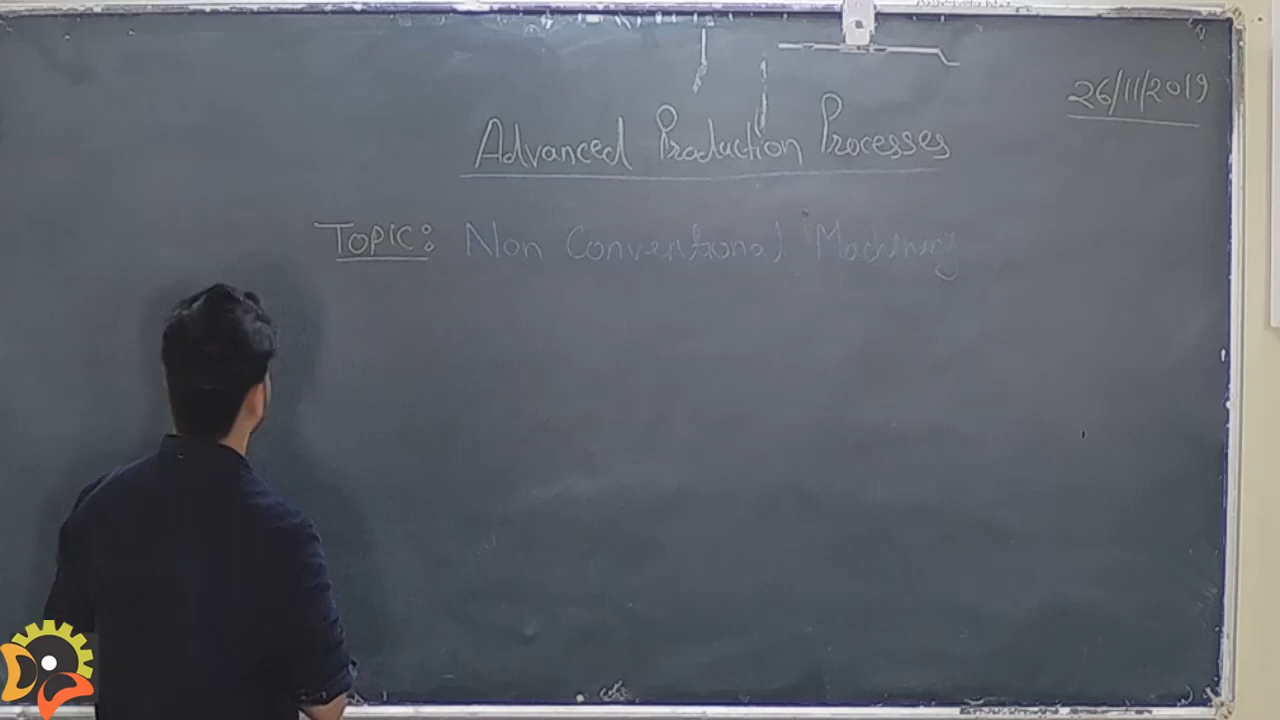 26/11/2019
Advanced Production Processes
TOPIC: Non Conventional Machining